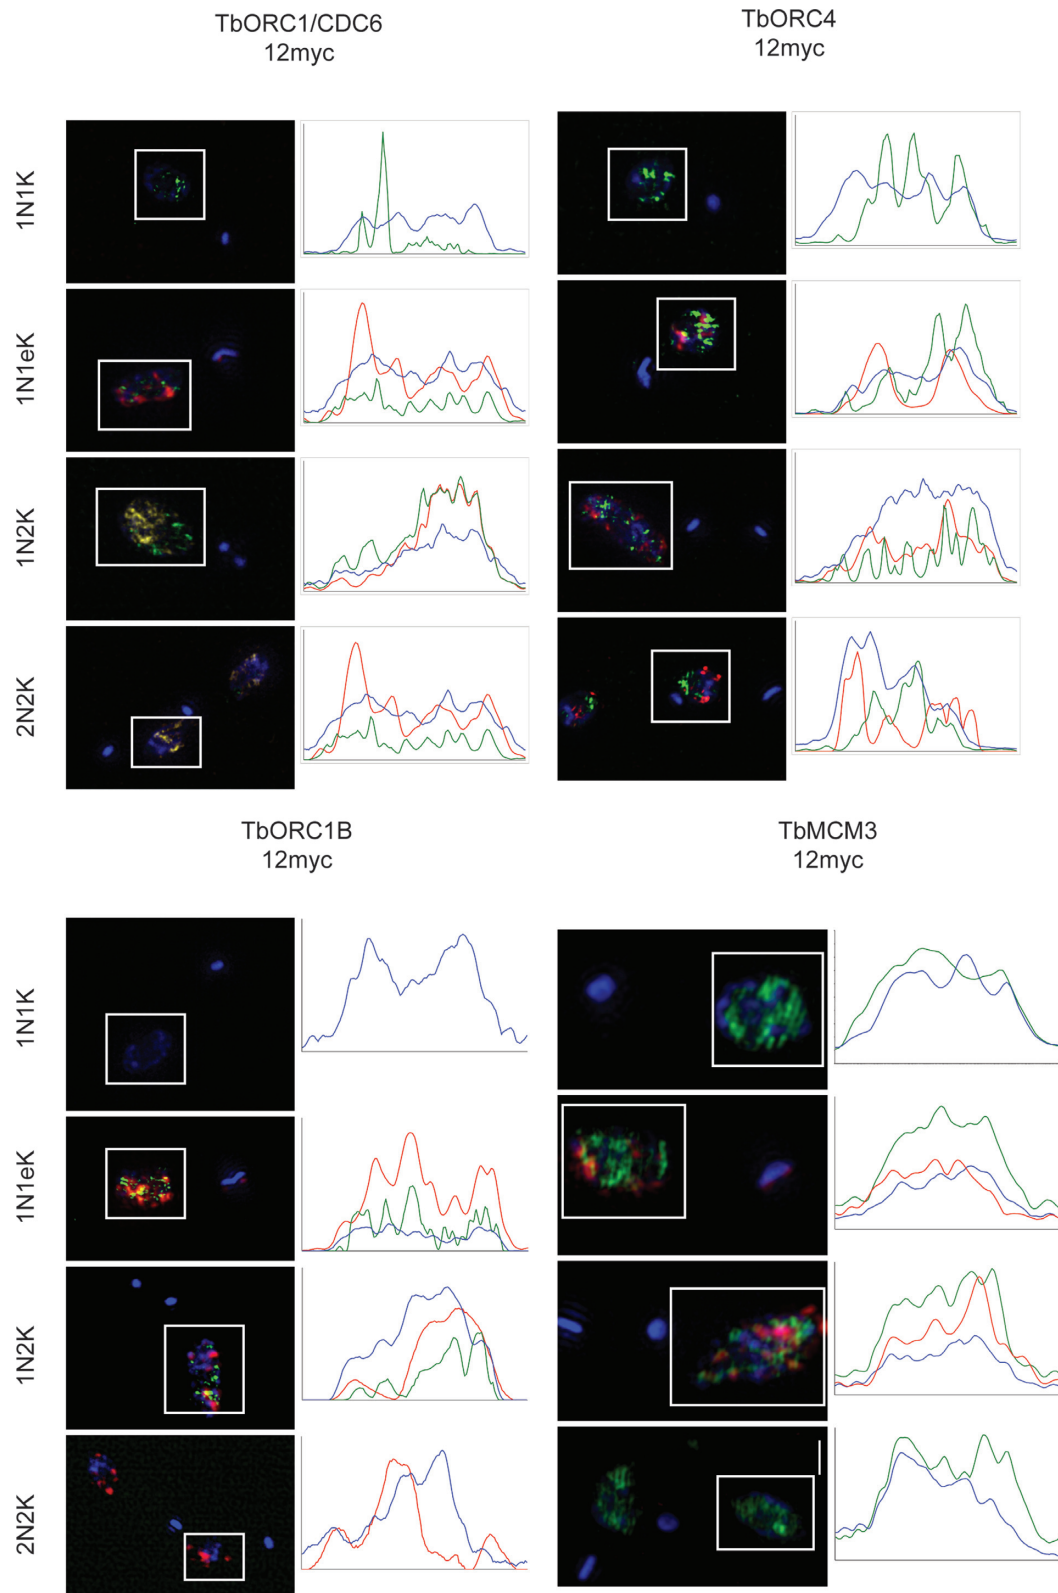 TbORC1/CDC6
12myc
TbORC4
12myc
1N1K
1N1eK
1N2K
2N2K
TbORC1B
12myc
TbMCM3
12myc
1N1K
1N1eK
1N2K
2N2K